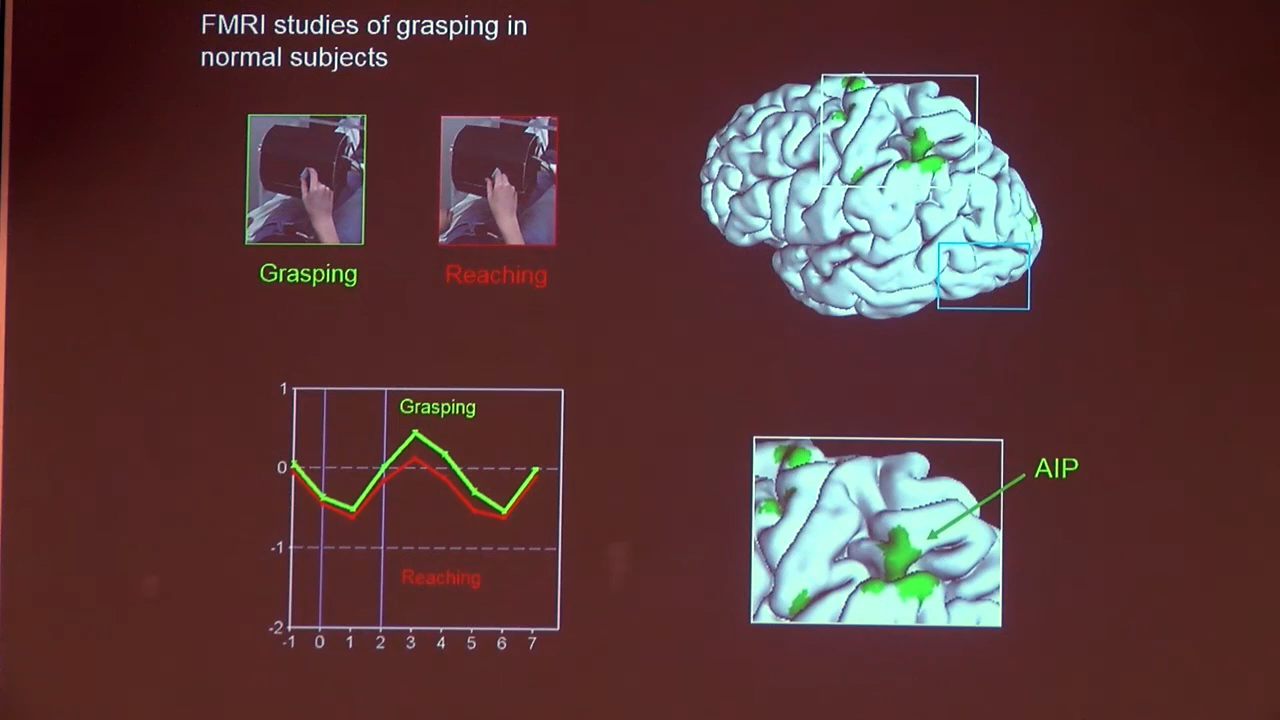 FMRI studies of grasping in
normal subjects
Grasping
Reaching
1
Grasping
0
-1
Reaching
-2
-1 0 1 2 3 4 5 6 7
AIP